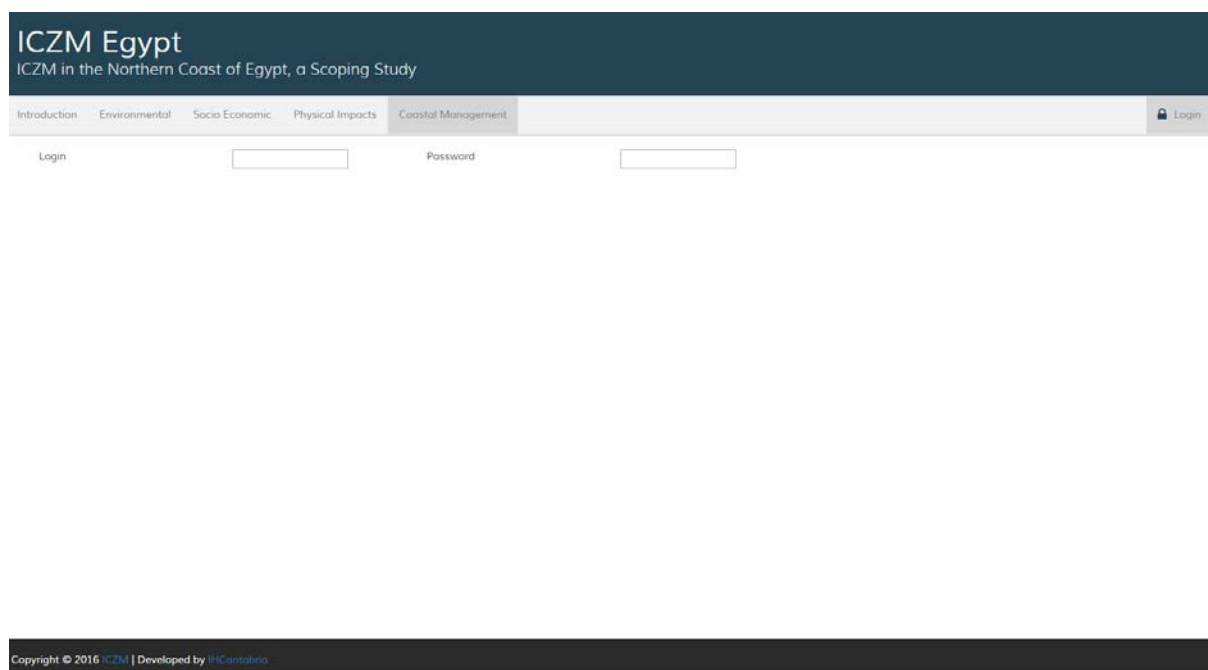 ICZM Egypt
ICZM in the Northern Coast of Egypt, a Scoping Study
Introduction Environmental Socio Economic Physical Impacts Coastal Management Login
Login Password
Copyright © 2016 ICZM | Developed by IHCantabria